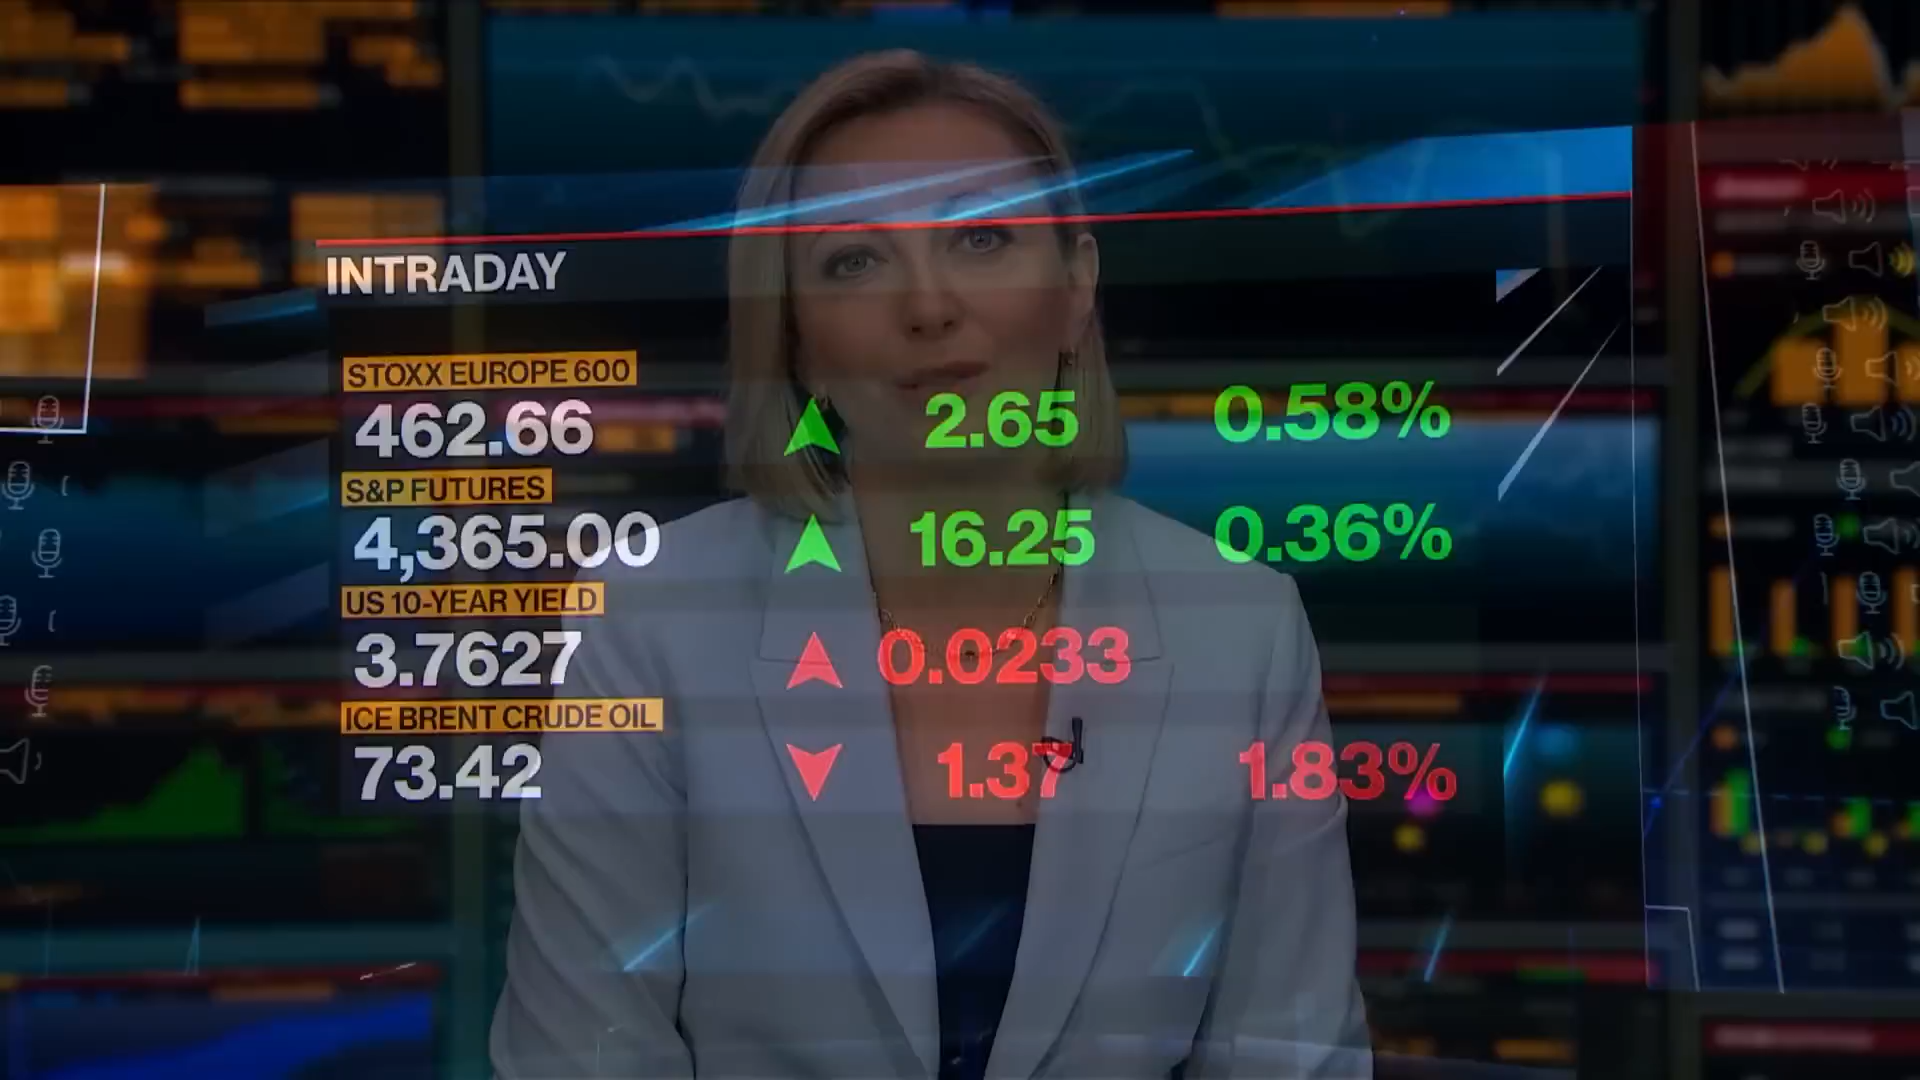 INTRADAY
STOXX EUROPE 600
462.66 2.65 0.58%
S&P FUTURES
4,365.00 16.25 0.36%
US 10-YEAR YIELD
3.7627 0.0233
ICE BRENT CRUDE OIL
73.42 1.37 1.83%